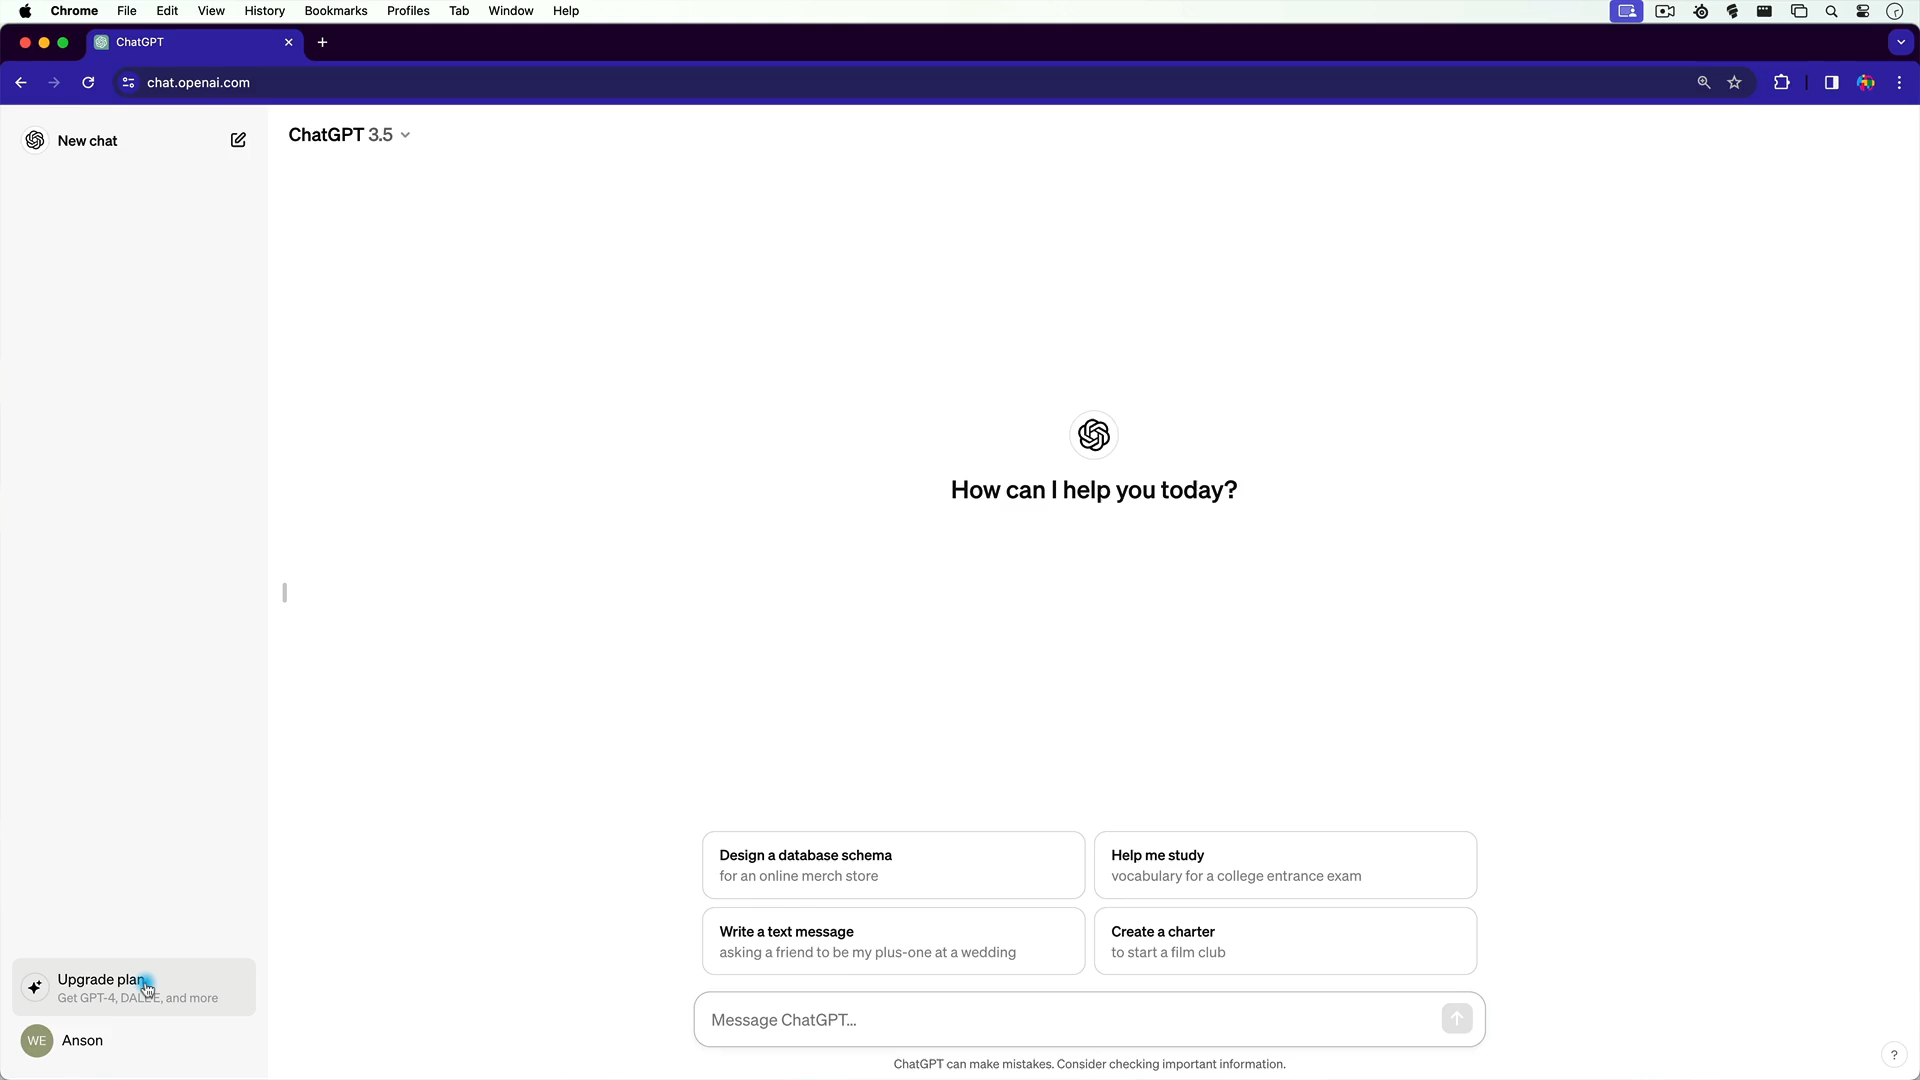 Chrome File Edit View History Bookmarks Profiles Tab Window Help
ChatGPT
chat.openai.com
New chat
ChatGPT 3.5
How can I help you today?
Design a database schema
for an online merch store
Help me study
vocabulary for a college entrance exam
Write a text message
asking a friend to be my plus-one at a wedding
Create a charter
to start a film club
Upgrade plan
Get GPT-4, DALL·E, and more
WE Anson
Message ChatGPT...
ChatGPT can make mistakes. Consider checking important information.
?